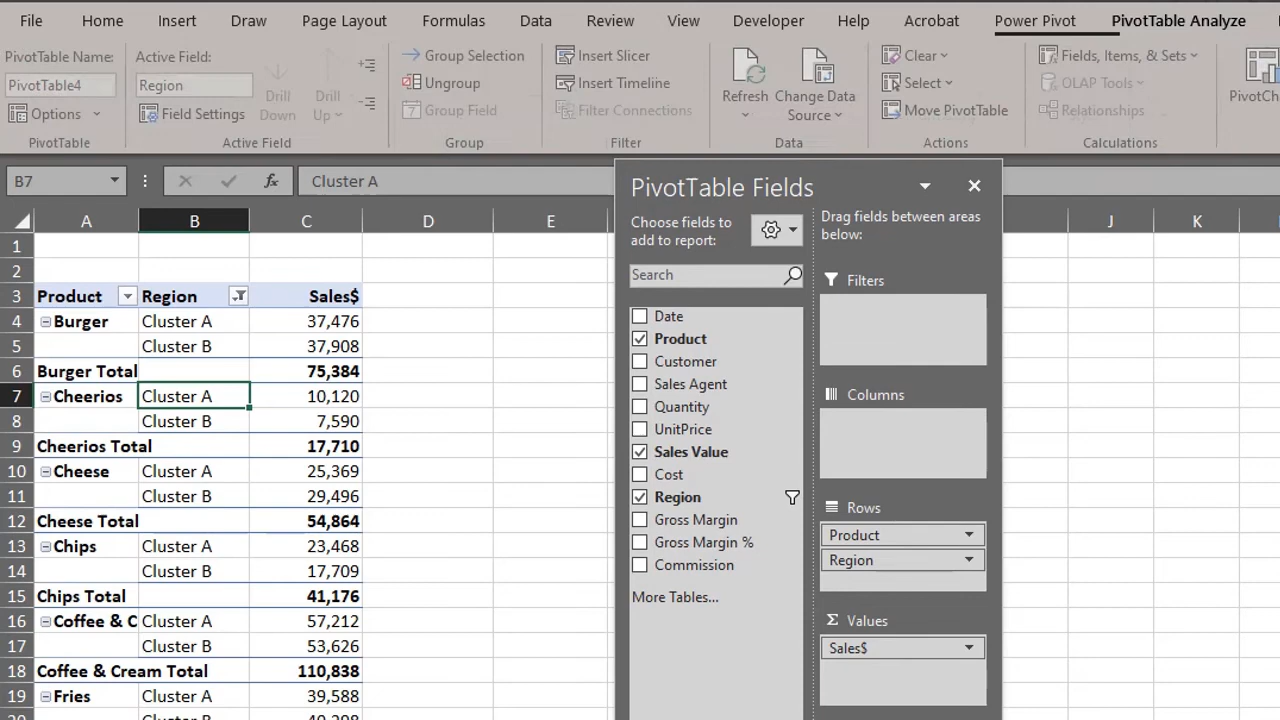 File Home Insert Draw Page Layout Formulas Data Review View Developer Help Acrobat Power Pivot PivotTable Analyze
PivotTable Name:
PivotTable4
Options
PivotTable
Active Field:
Region
Field Settings
Drill Down
Drill Up
Active Field
Group Selection
Ungroup
7 Group Field
Group
Insert Slicer
Insert Timeline
Filter Connections
Filter
Refresh
Change Data Source
Data
Clear
Select
Move PivotTable
Actions
Fields, Items, & Sets
OLAP Tools
Relationships
Calculations
B7 fx Cluster A
A B C D E J K
1
2
3 Product Region Sales$
4 Burger Cluster A 37,476
5 Cluster B 37,908
6 Burger Total 75,384
7 Cheerios Cluster A 10,120
8 Cluster B 7,590
9 Cheerios Total 17,710
10 Cheese Cluster A 25,369
11 Cluster B 29,496
12 Cheese Total 54,864
13 Chips Cluster A 23,468
14 Cluster B 17,709
15 Chips Total 41,176
16 Coffee & C Cluster A 57,212
17 Cluster B 53,626
18 Coffee & Cream Total 110,838
19 Fries Cluster A 39,588
PivotTable Fields
Choose fields to
add to report:
Search
Date
Product
Customer
Sales Agent
Quantity
UnitPrice
Sales Value
Cost
Region
Gross Margin
Gross Margin %
Commission
More Tables...
Drag fields between areas
below:
Filters
Columns
Rows
Product
Region
Σ Values
Sales$